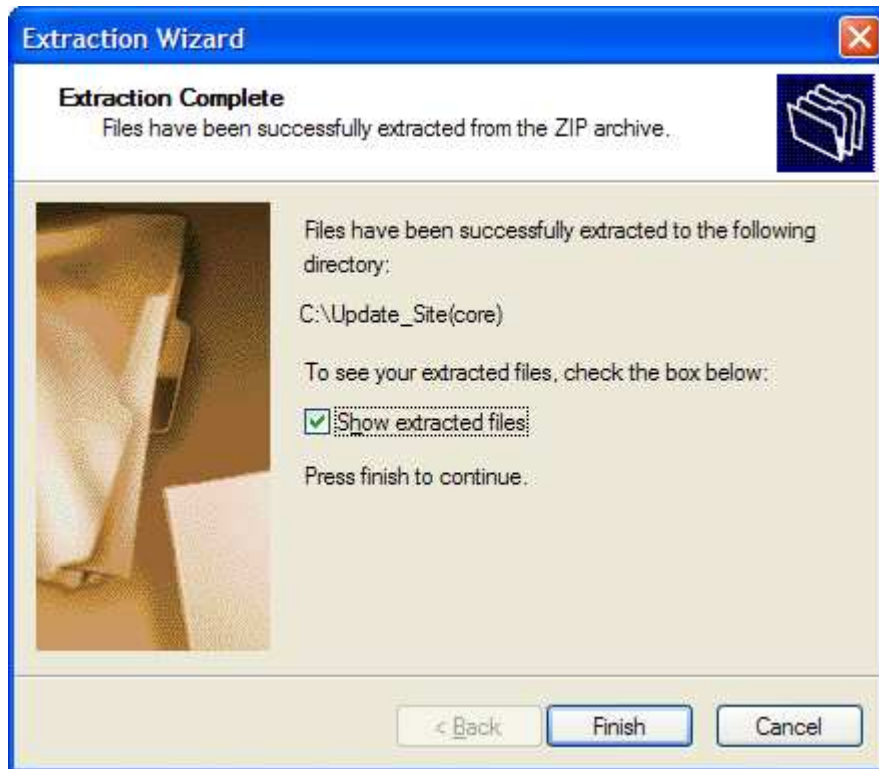 Extraction Wizard
Extraction Complete
Files have been successfully extracted from the ZIP archive.
Files have been successfully extracted to the following
directory:
C:\Update_Site(core)
To see your extracted files, check the box below:
Show extracted files
Press finish to continue.
< Back
Finish
Cancel